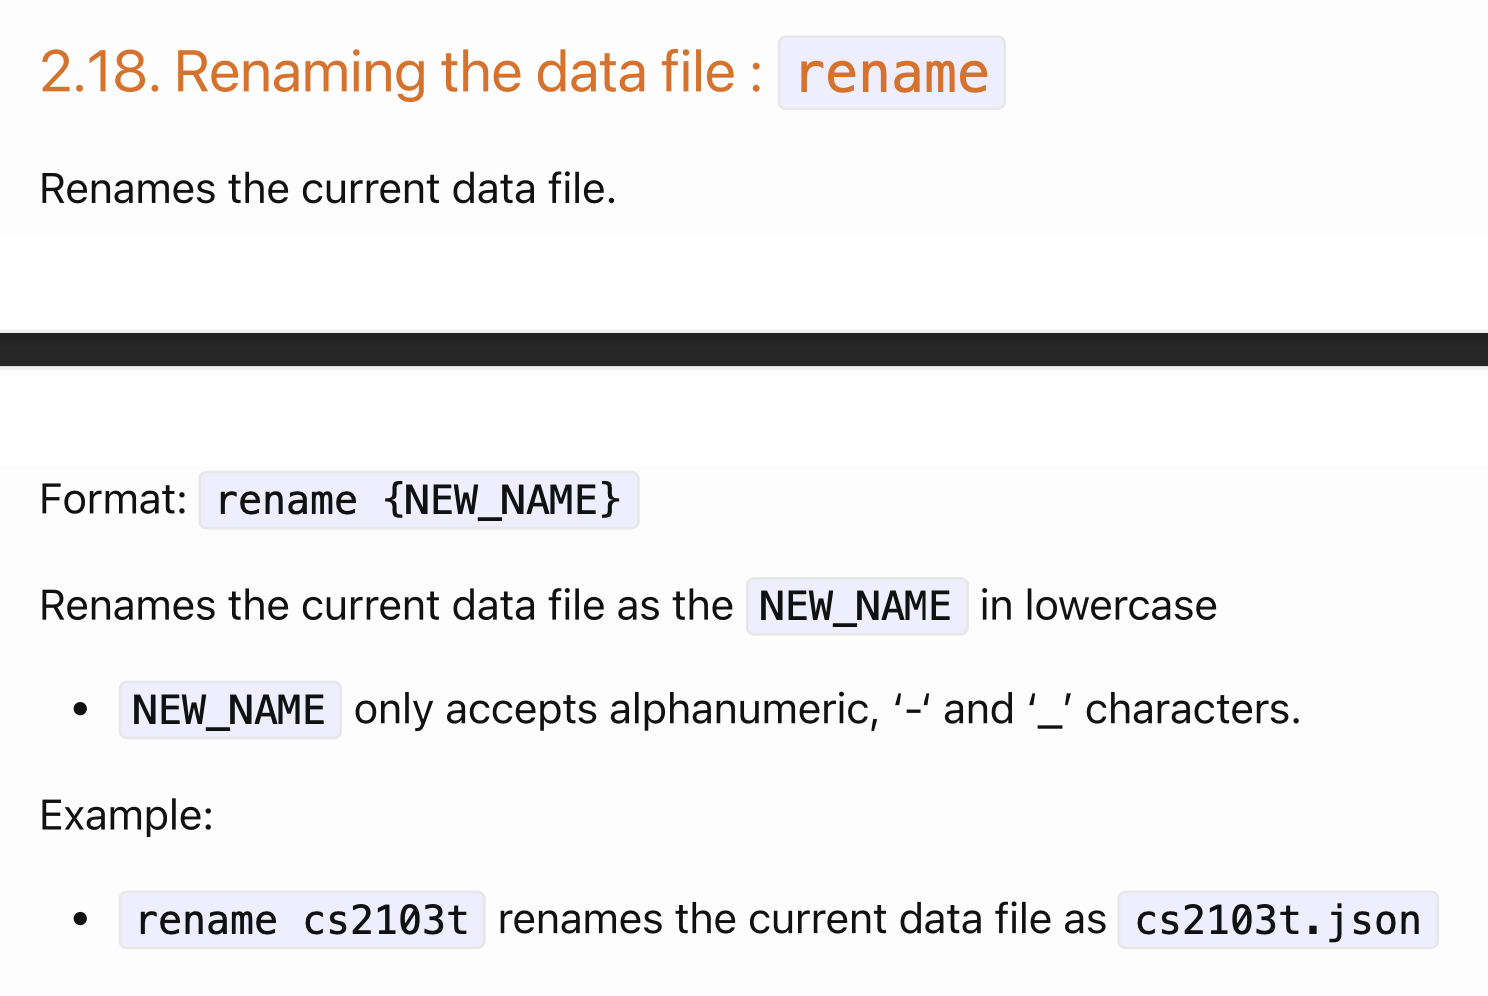 2.18. Renaming the data file : rename
Renames the current data file.
Format: rename {NEW_NAME}
Renames the current data file as the NEW_NAME in lowercase
• NEW_NAME only accepts alphanumeric, ‘-‘ and ‘_’ characters.
Example:
• rename cs2103t renames the current data file as cs2103t.json